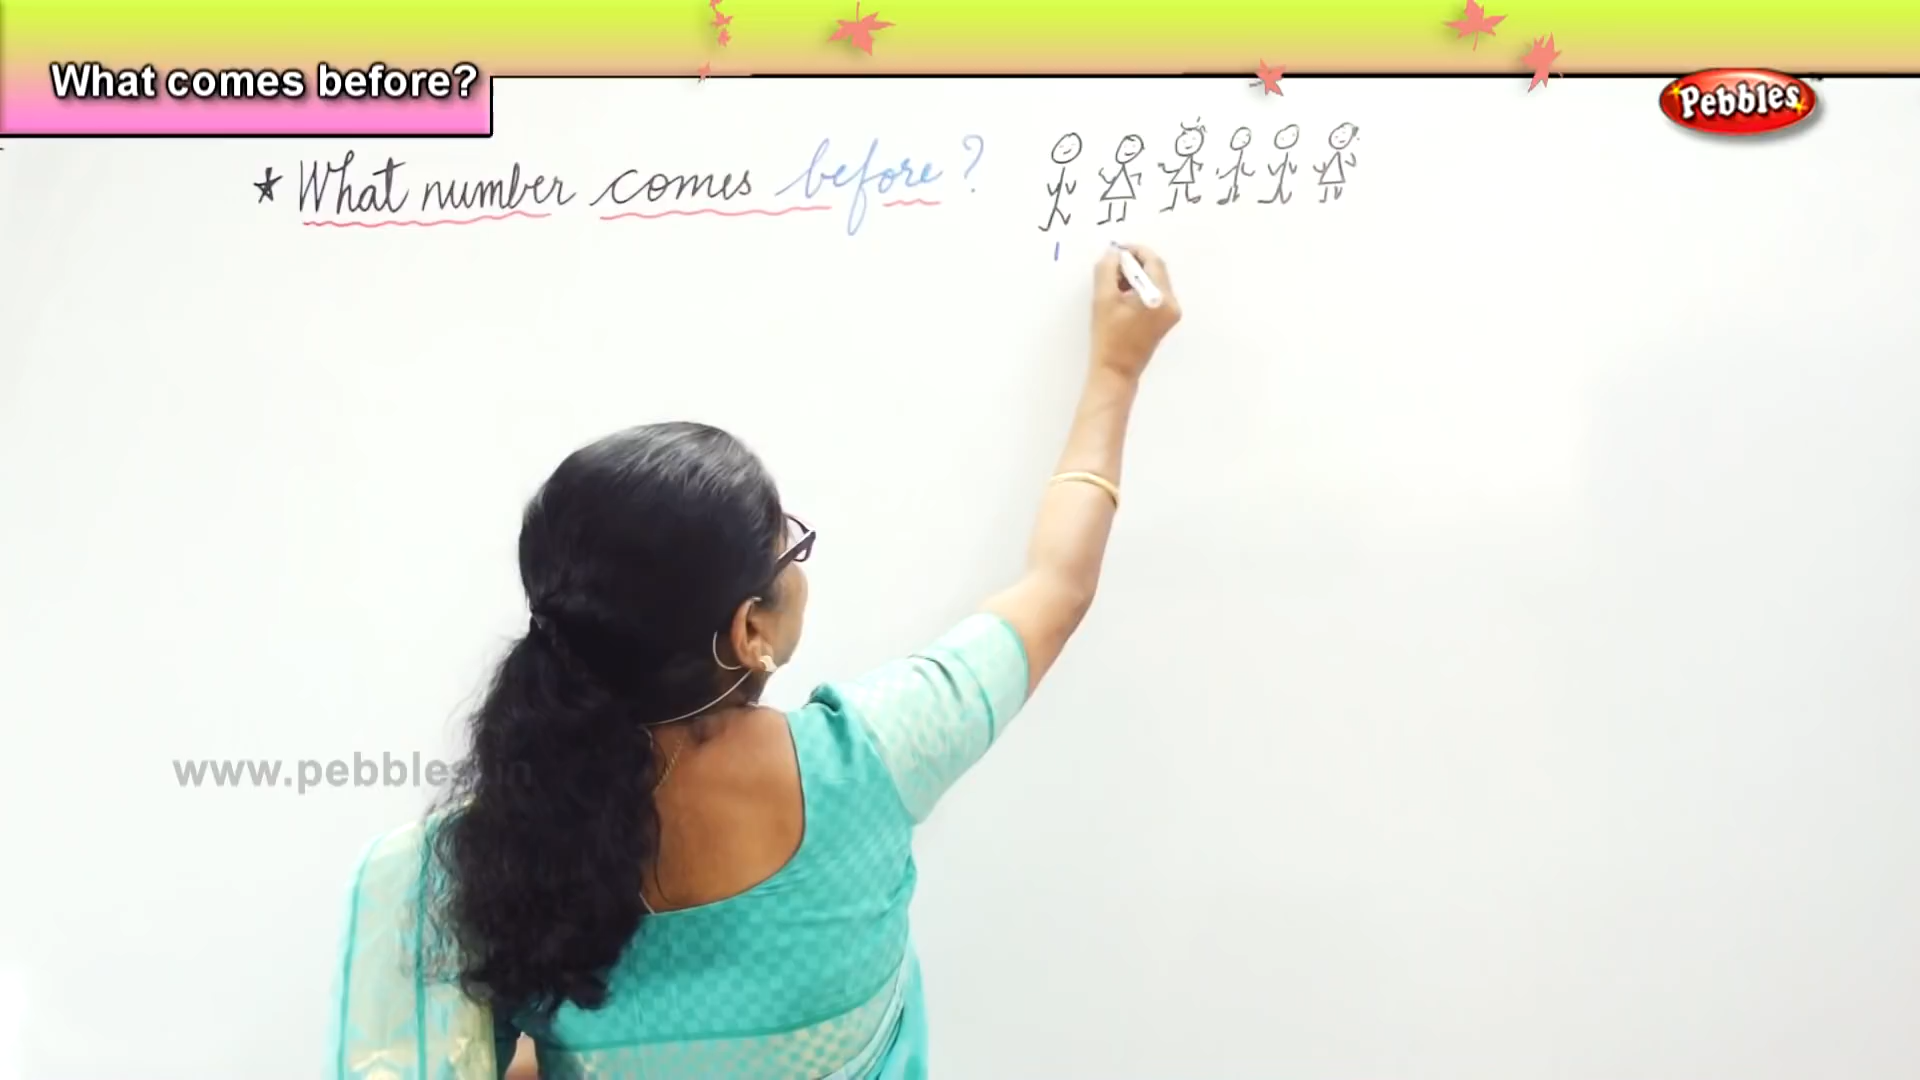 What comes before?
Pebbles
* What number comes before?
1
www.pebbles.in